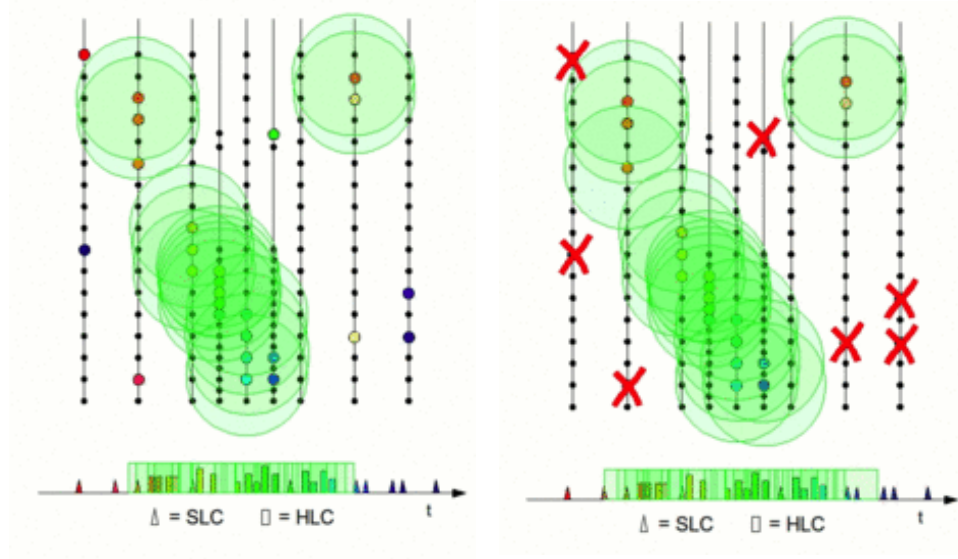 t
△ = SLC ▯ = HLC
t
△ = SLC ▯ = HLC